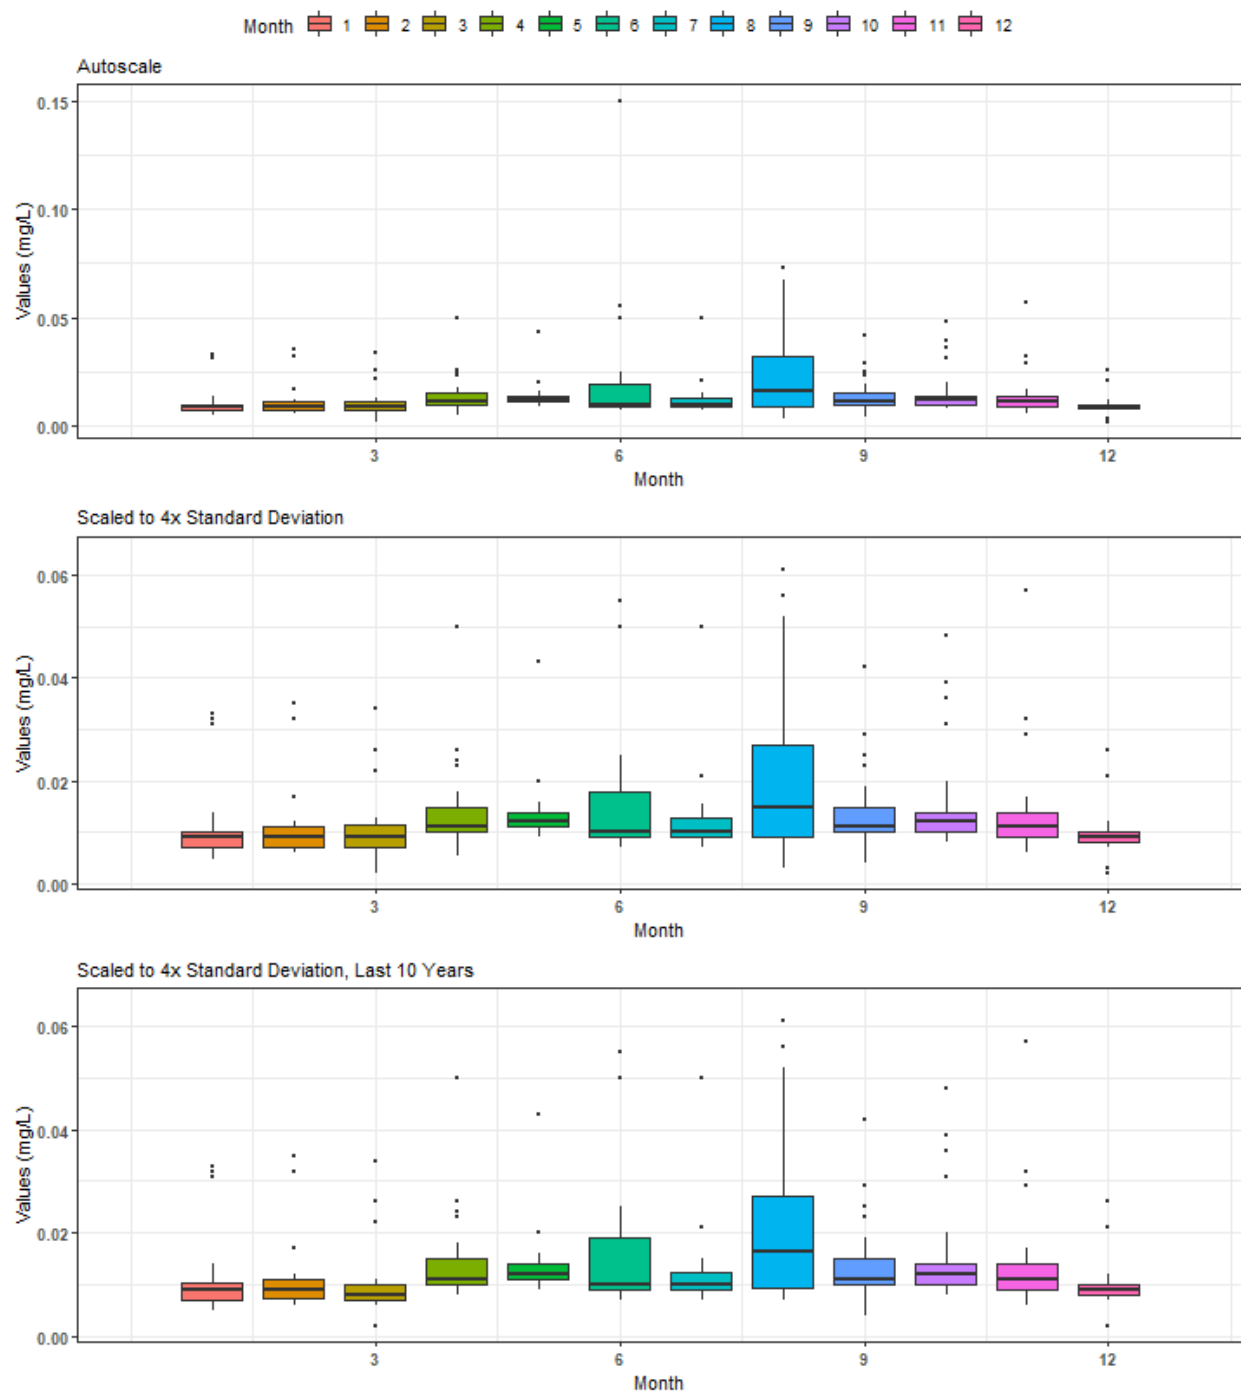 Month 1 2 3 4 5 6 7 8 9 10 11 12
Autoscale
0.15
0.10
0.05
0.00
Values (mg/L)
3 6 9 12
Month
Scaled to 4x Standard Deviation
0.06
0.04
0.02
0.00
Values (mg/L)
3 6 9 12
Month
Scaled to 4x Standard Deviation, Last 10 Years
0.06
0.04
0.02
0.00
Values (mg/L)
3 6 9 12
Month